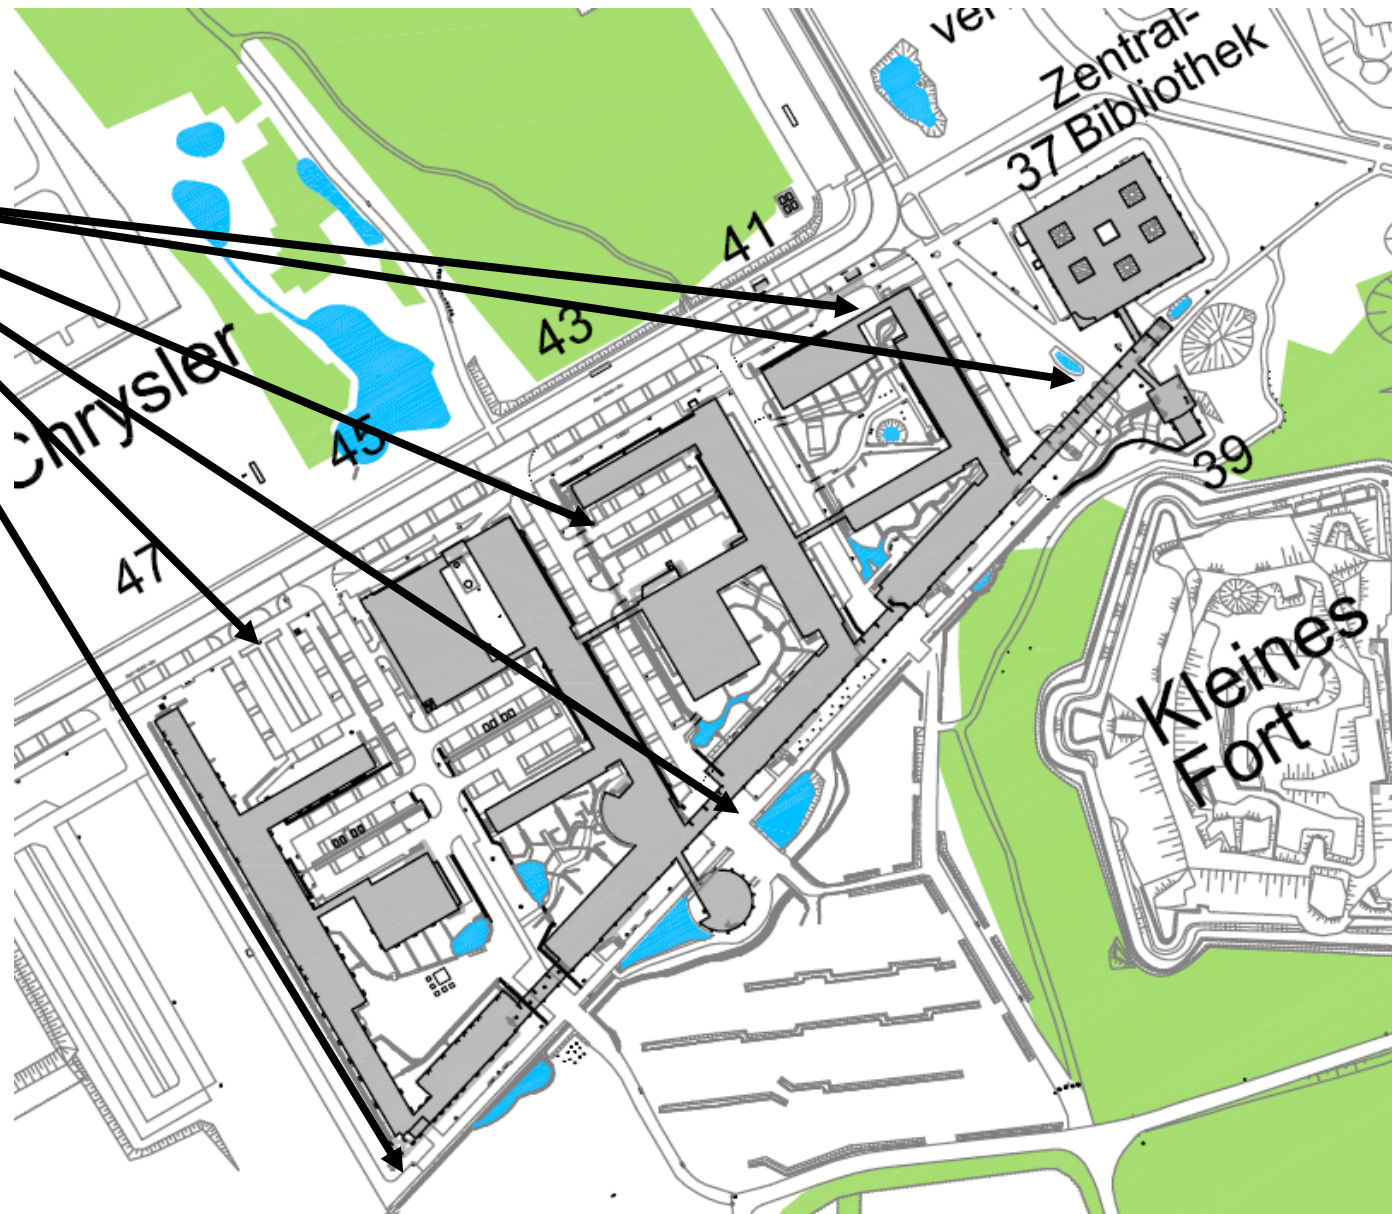 Zentral-
37 Bibliothek
41
43
Chrysler
45
39
47
Kleines
Fort